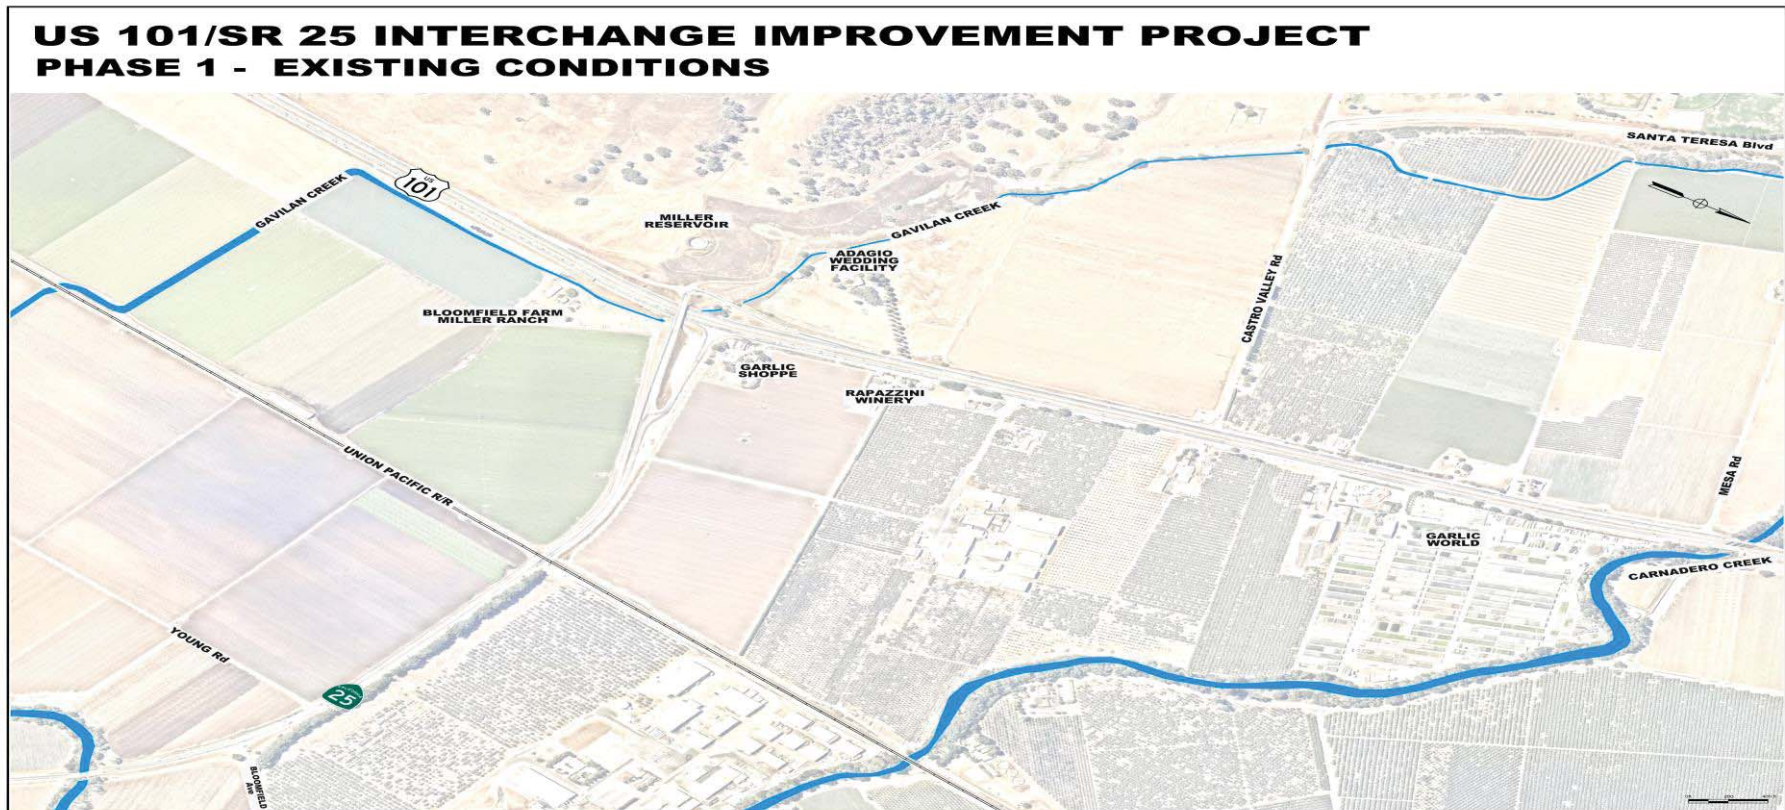 US 101/SR 25 INTERCHANGE IMPROVEMENT PROJECT
PHASE 1 - EXISTING CONDITIONS
SANTA TERESA Blvd
GAVILAN CREEK
US
101
MILLER
RESERVOIR
GAVILAN CREEK
ADAGIO
WEDDING
FACILITY
CASTRO VALLEY Rd
BLOOMFIELD FARM
MILLER RANCH
GARLIC
SHOPPE
RAPAZZINI
WINERY
UNION PACIFIC R/R
MESA Rd
GARLIC
WORLD
CARNADERO CREEK
YOUNG Rd
25
BLOOMFIELD
Ave